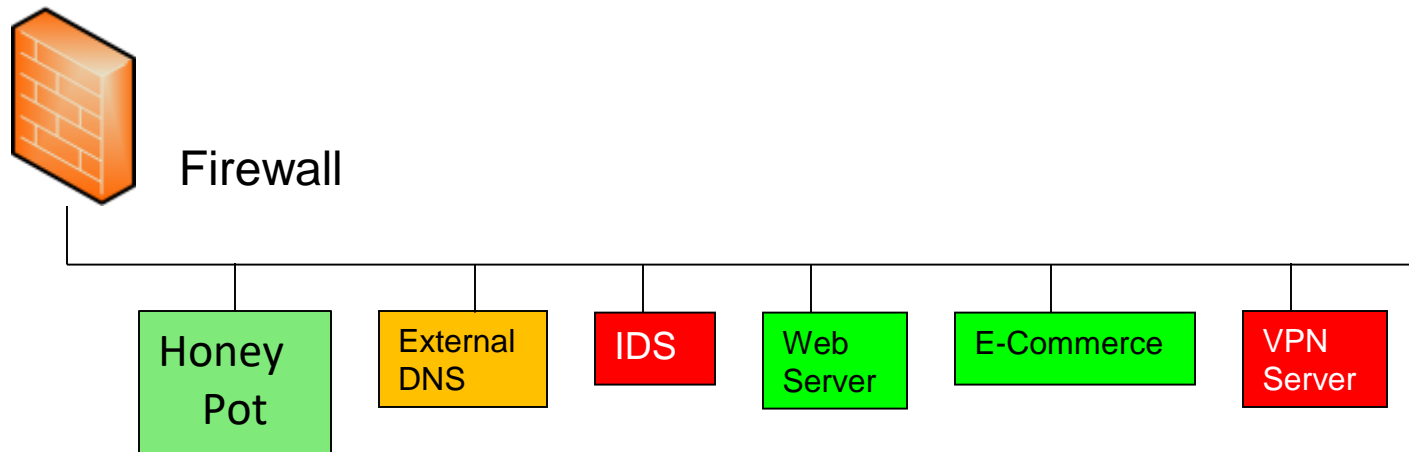 Firewall
Honey
Pot
External
DNS
IDS
Web
Server
E-Commerce
VPN
Server